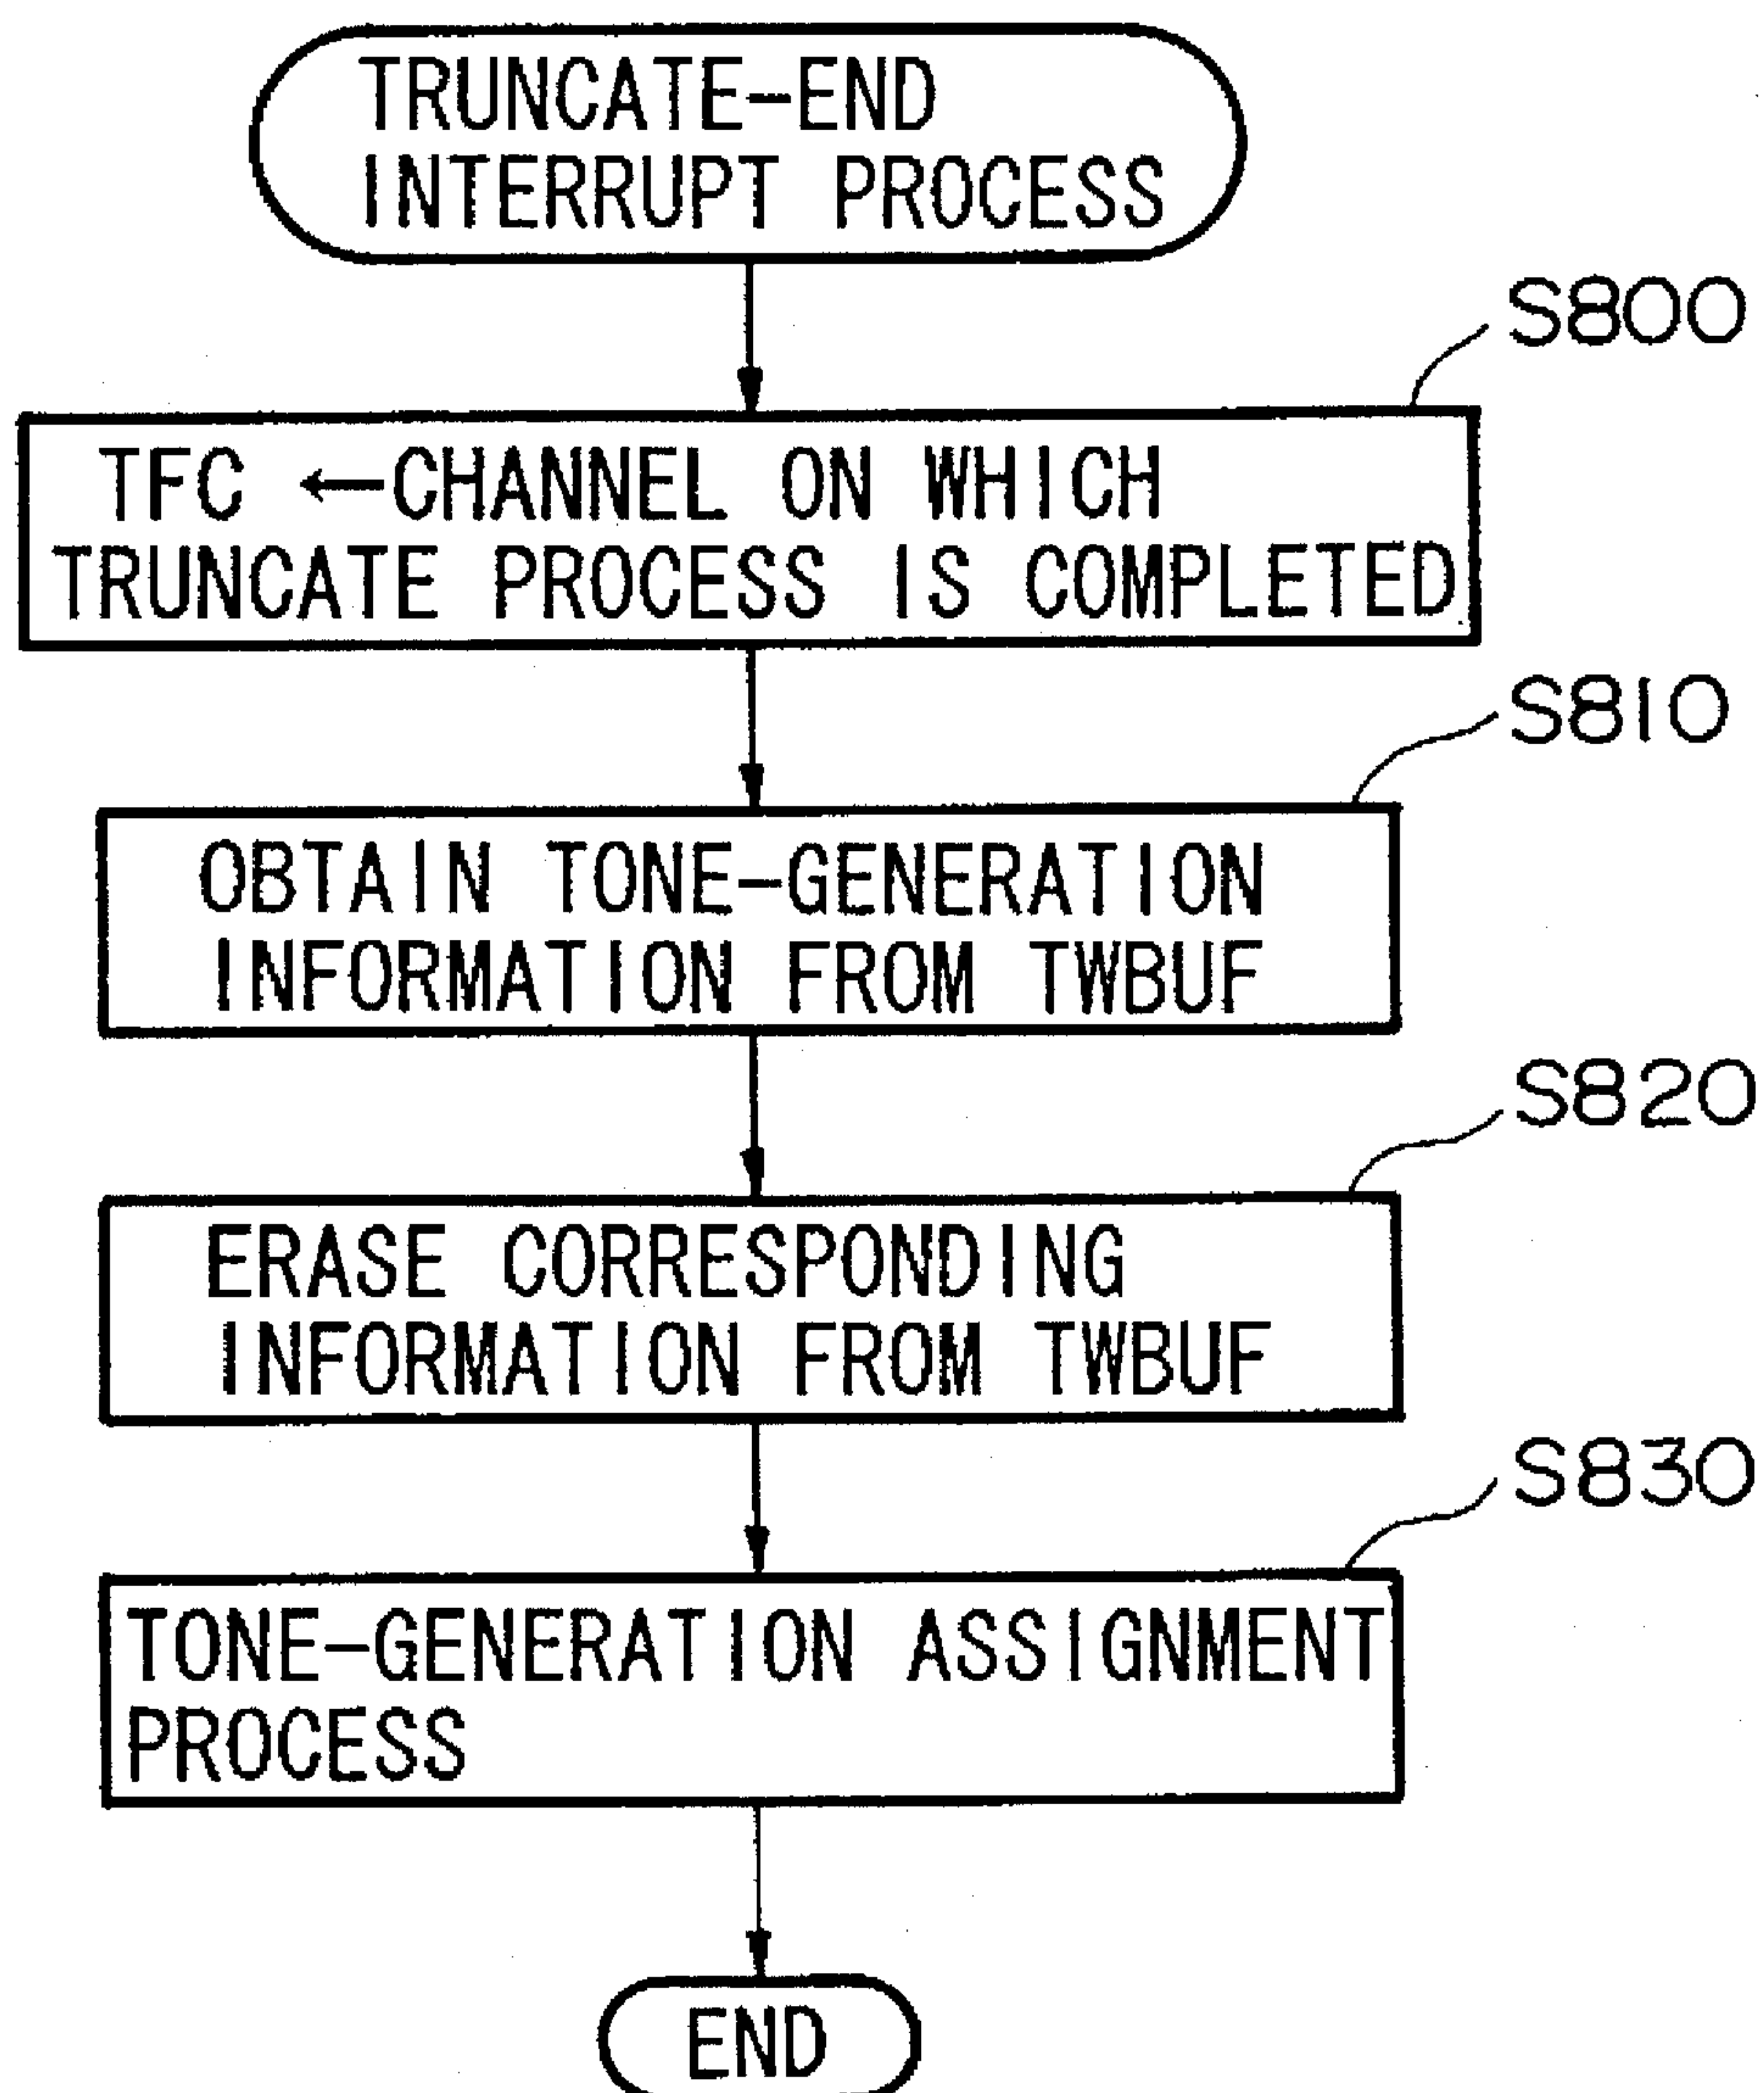 TRUNCATE-END
INTERRUPT PROCESS
S800
TFC ←CHANNEL ON WHICH
TRUNCATE PROCESS IS COMPLETED
S810
OBTAIN TONE-GENERATION
INFORMATION FROM TWBUF
S820
ERASE CORRESPONDING
INFORMATION FROM TWBUF
S830
TONE-GENERATION ASSIGNMENT
PROCESS
END